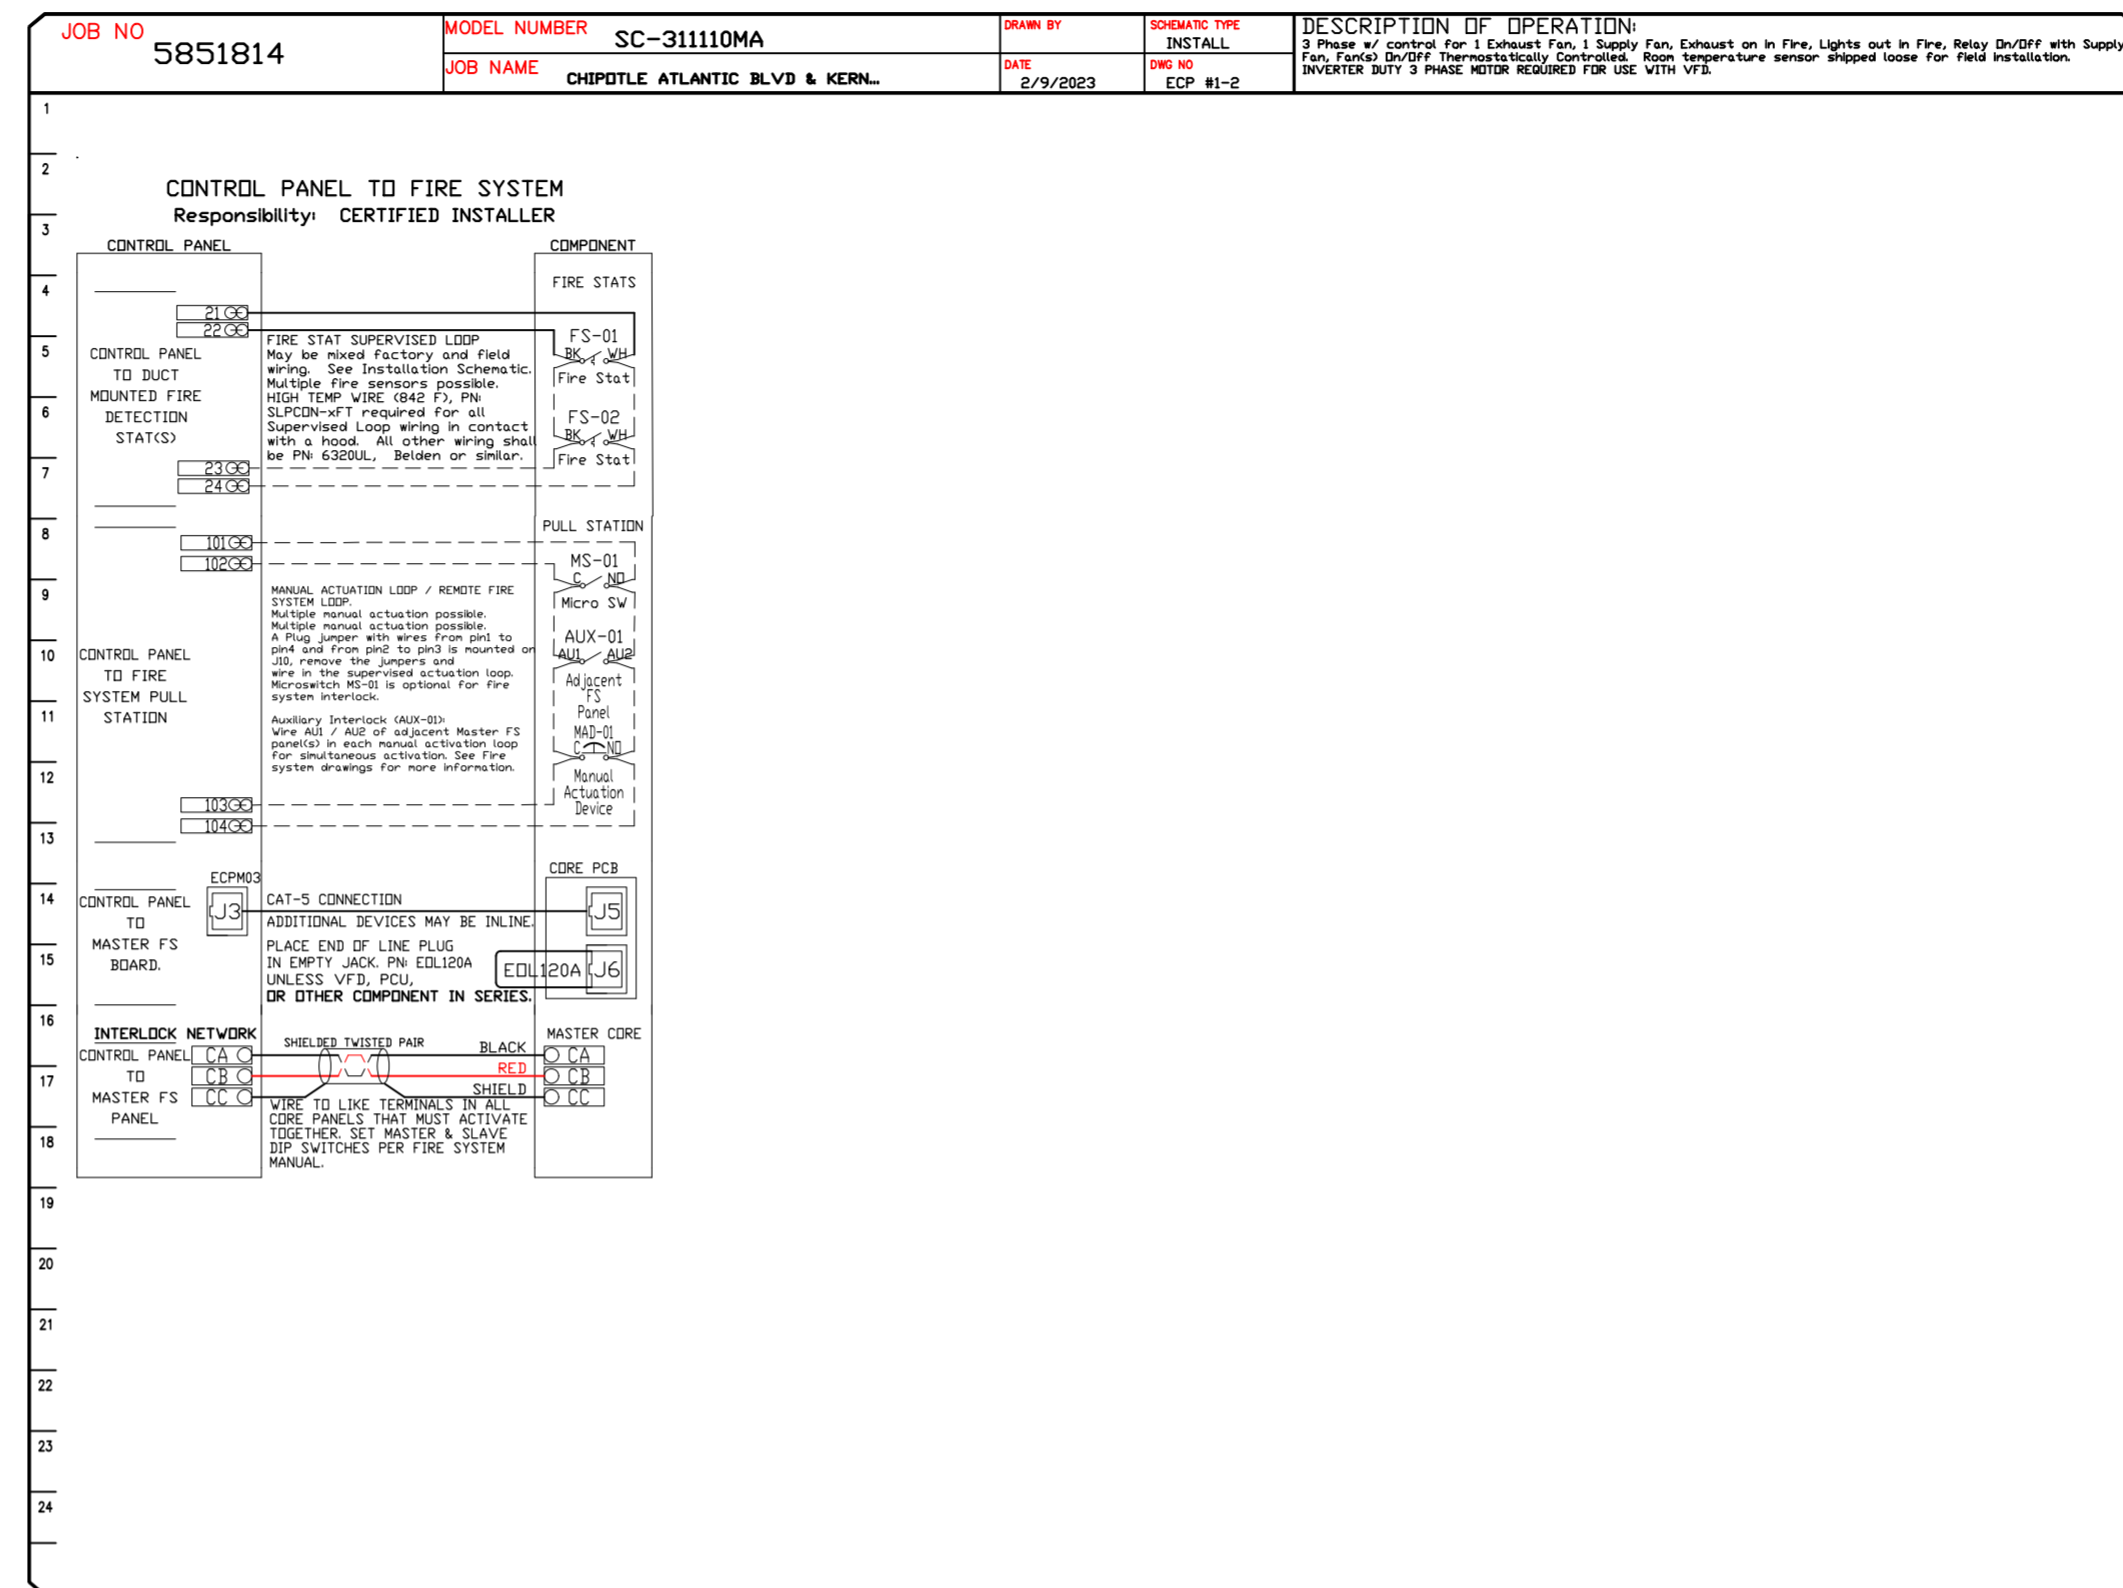 JOB NO
5851814
MODEL NUMBER
SC-311110MA
JOB NAME
CHIPOTLE ATLANTIC BLVD & KERN...
DRAWN BY
DATE
2/9/2023
SCHEMATIC TYPE
INSTALL
DWG NO
ECP #1-2
DESCRIPTION OF OPERATION:
3 Phase w/ control for 1 Exhaust Fan, 1 Supply Fan, Exhaust on in Fire, Lights out in Fire, Relay On/Off with Supply
Fan, Fan(s) On/Off Thermostatically Controlled. Room temperature sensor shipped loose for field installation.
INVERTER DUTY 3 PHASE MOTOR REQUIRED FOR USE WITH VFD.
1
2
3
4
5
6
7
8
9
10
11
12
13
14
15
16
17
18
19
20
21
22
23
24
CONTROL PANEL TO FIRE SYSTEM
Responsibility: CERTIFIED INSTALLER
CONTROL PANEL
COMPONENT
FIRE STATS
21
22
CONTROL PANEL
TO DUCT
MOUNTED FIRE
DETECTION
STAT(S)
23
24
FIRE STAT SUPERVISED LOOP
May be mixed factory and field
wiring. See Installation Schematic.
Multiple fire sensors possible.
HIGH TEMP WIRE (842 F), PN:
SLPCON-xFT required for all
Supervised Loop wiring in contact
with a hood. All other wiring shall
be PN: 6320UL, Belden or similar.
FS-01
BK WH
Fire Stat
FS-02
BK WH
Fire Stat
PULL STATION
101
102
CONTROL PANEL
TO FIRE
SYSTEM PULL
STATION
103
104
MANUAL ACTUATION LOOP / REMOTE FIRE
SYSTEM LOOP.
Multiple manual actuation possible.
Multiple manual actuation possible.
A Plug jumper with wires from pin1 to
pin4 and from pin2 to pin3 is mounted on
J10, remove the jumpers and
wire in the supervised actuation loop.
Microswitch MS-01 is optional for fire
system interlock.
Auxiliary Interlock (AUX-01):
Wire AU1 / AU2 of adjacent Master FS
panel(s) in each manual activation loop
for simultaneous activation. See Fire
system drawings for more information.
MS-01
C NO
Micro SW
AUX-01
AU1 AU2
Adjacent
FS
Panel
MAD-01
C NO
Manual
Actuation
Device
ECPM03
J3
CONTROL PANEL
TO
MASTER FS
BOARD.
CAT-5 CONNECTION
ADDITIONAL DEVICES MAY BE INLINE.
PLACE END OF LINE PLUG
IN EMPTY JACK. PN: EOL120A
UNLESS VFD, PCU,
OR OTHER COMPONENT IN SERIES.
CORE PCB
J5
EOL120A J6
INTERLOCK NETWORK
CONTROL PANEL
TO
MASTER FS
PANEL
CA
CB
CC
SHIELDED TWISTED PAIR
BLACK
RED
SHIELD
MASTER CORE
CA
CB
CC
WIRE TO LIKE TERMINALS IN ALL
CORE PANELS THAT MUST ACTIVATE
TOGETHER. SET MASTER & SLAVE
DIP SWITCHES PER FIRE SYSTEM
MANUAL.